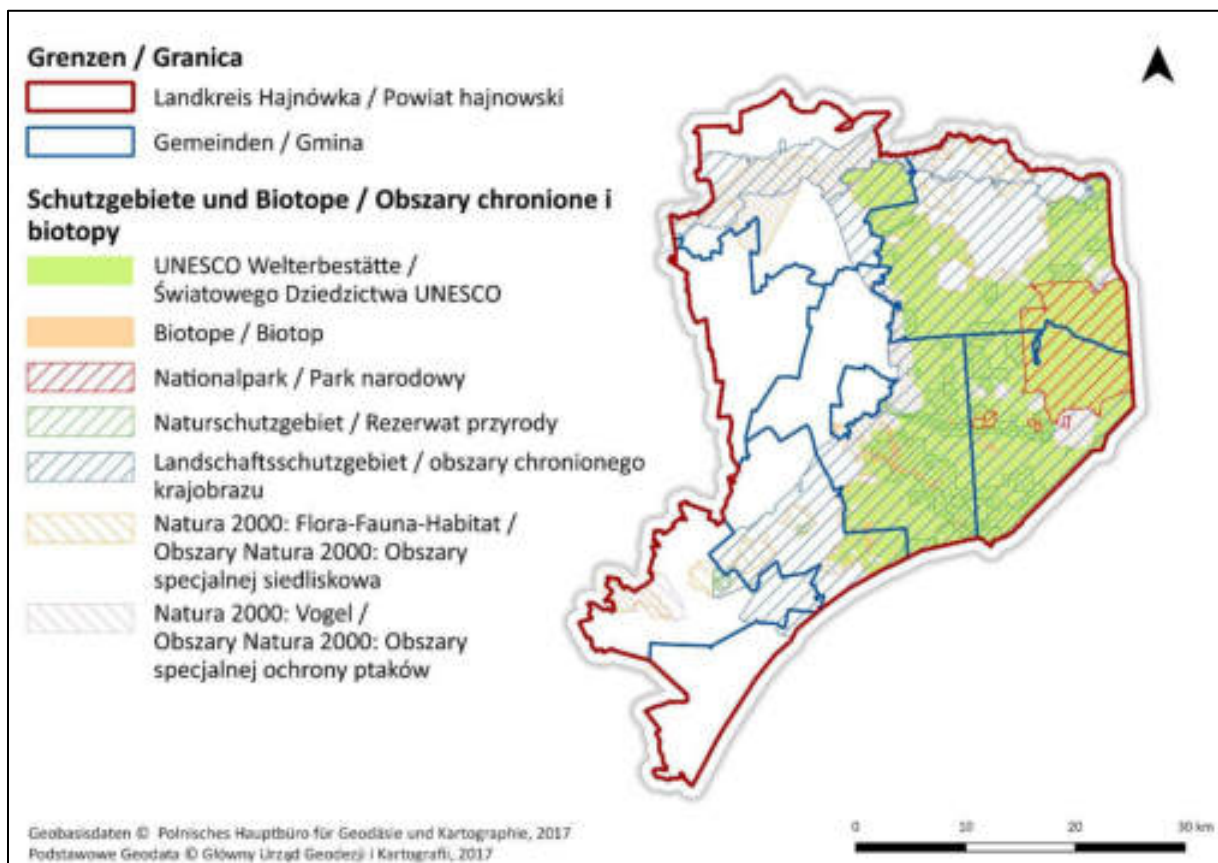 Grenzen / Granica
Landkreis Hajnówka / Powiat hajnowski
Gemeinden / Gmina
Schutzgebiete und Biotope / Obszary chronione i
biotopy
UNESCO Welterbestätte /
Światowego Dziedzictwa UNESCO
Biotope / Biotop
Nationalpark / Park narodowy
Naturschutzgebiet / Rezerwat przyrody
Landschaftsschutzgebiet / obszary chronionego
krajobrazu
Natura 2000: Flora-Fauna-Habitat /
Obszary Natura 2000: Obszary
specjalnej siedliskowa
Natura 2000: Vogel /
Obszary Natura 2000: Obszary
specjalnej ochrony ptaków
Geobasisdaten © Polnisches Hauptbüro für Geodäsie und Kartographie, 2017
Podstawowe Geodata © Główny Urząd Geodezji i Kartografii, 2017
0 10 20 30 km